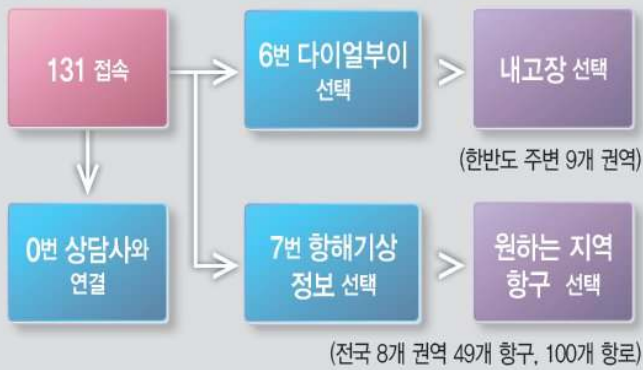 131 접속
6번 다이얼부이
선택
내고장 선택
(한반도 주변 9개 권역)
0번 상담사와
연결
7번 항해기상
정보 선택
원하는 지역
항구 선택
(전국 8개 권역 49개 항구, 100개 항로)